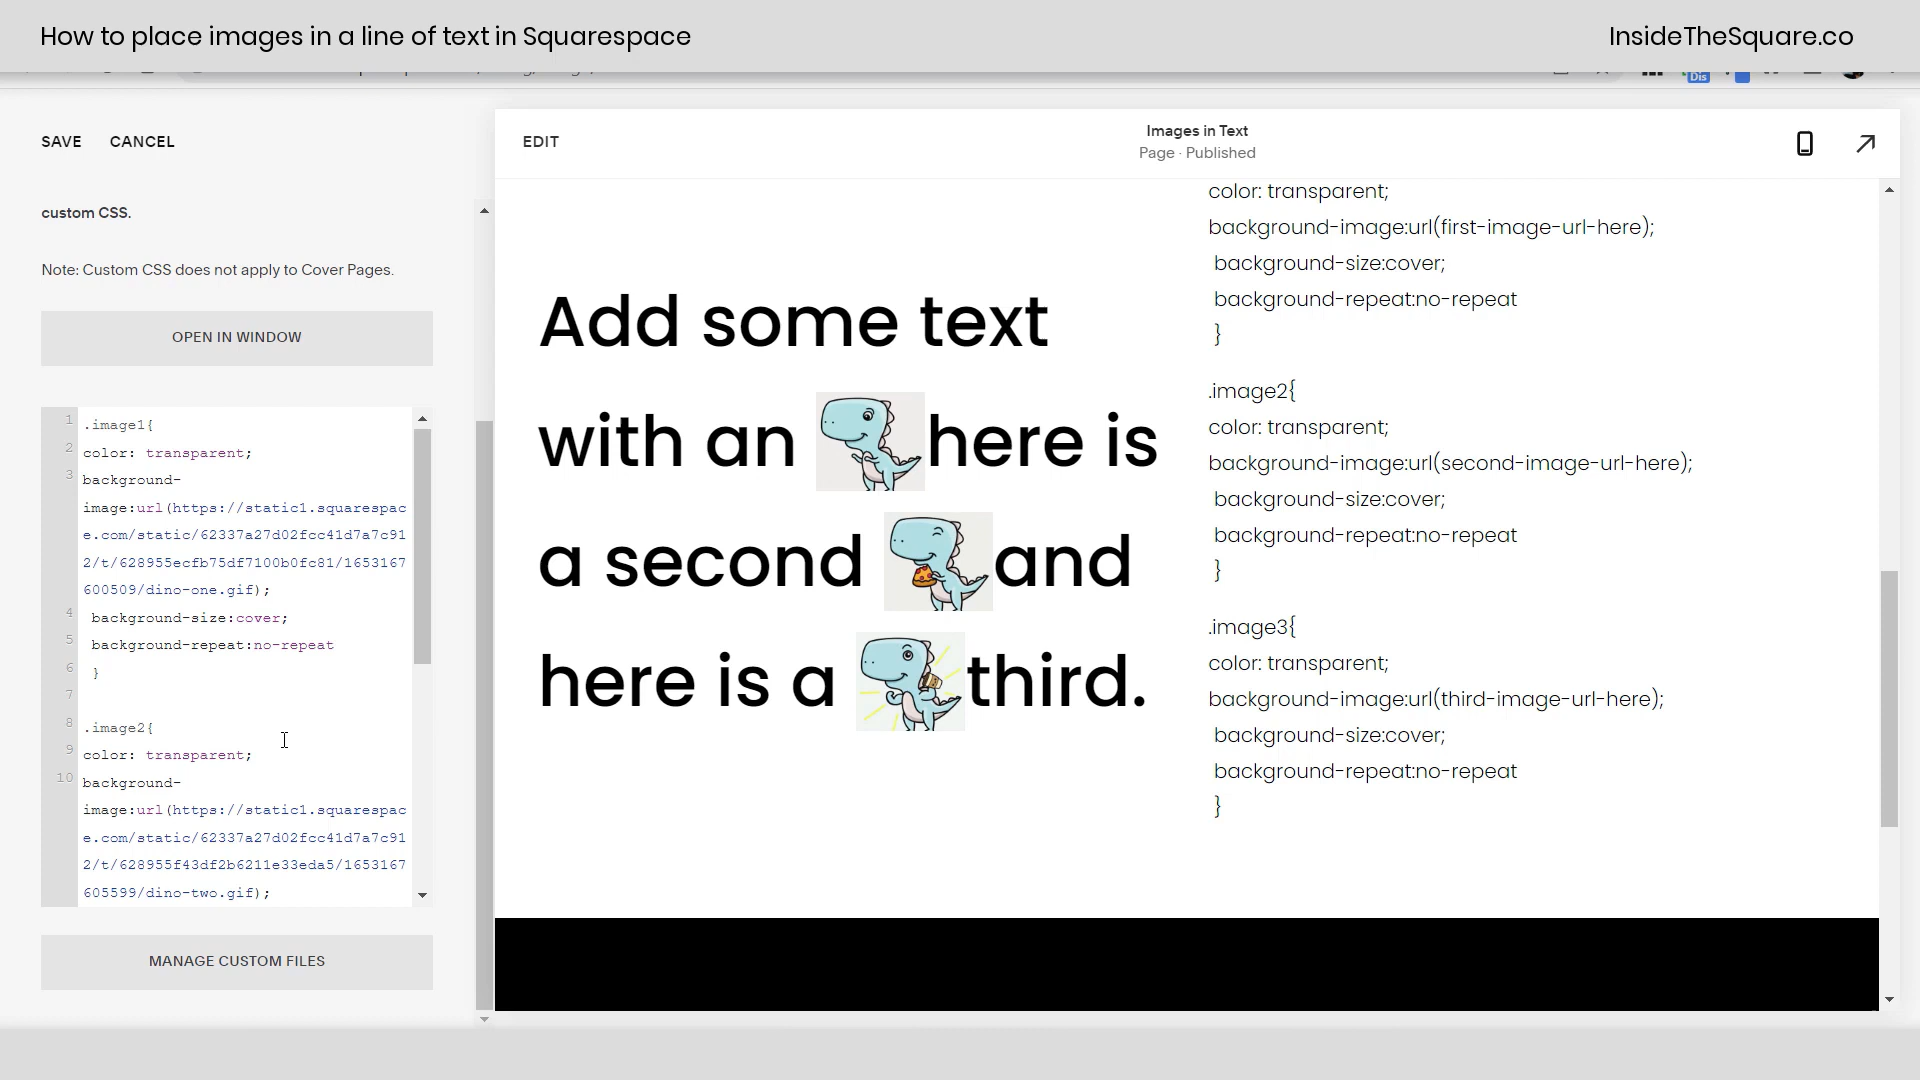 How to place images in a line of text in Squarespace
InsideTheSquare.co
Dis
SAVE CANCEL
custom CSS.
Note: Custom CSS does not apply to Cover Pages.
OPEN IN WINDOW
1 .image1{
2 color: transparent;
3 background-
image:url(https://static1.squarespac
e.com/static/62337a27d02fcc41d7a7c91
2/t/628955ecfb75df7100b0fc81/1653167
600509/dino-one.gif);
4 background-size:cover;
5 background-repeat:no-repeat
6 }
7
8 .image2{
9 color: transparent;
10 background-
image:url(https://static1.squarespac
e.com/static/62337a27d02fcc41d7a7c91
2/t/628955f43df2b6211e33eda5/1653167
605599/dino-two.gif);
MANAGE CUSTOM FILES
EDIT
Images in Text
Page · Published
Add some text
with an here is
a second and
here is a third.
color: transparent;
background-image:url(first-image-url-here);
background-size:cover;
background-repeat:no-repeat
}
.image2{
color: transparent;
background-image:url(second-image-url-here);
background-size:cover;
background-repeat:no-repeat
}
.image3{
color: transparent;
background-image:url(third-image-url-here);
background-size:cover;
background-repeat:no-repeat
}